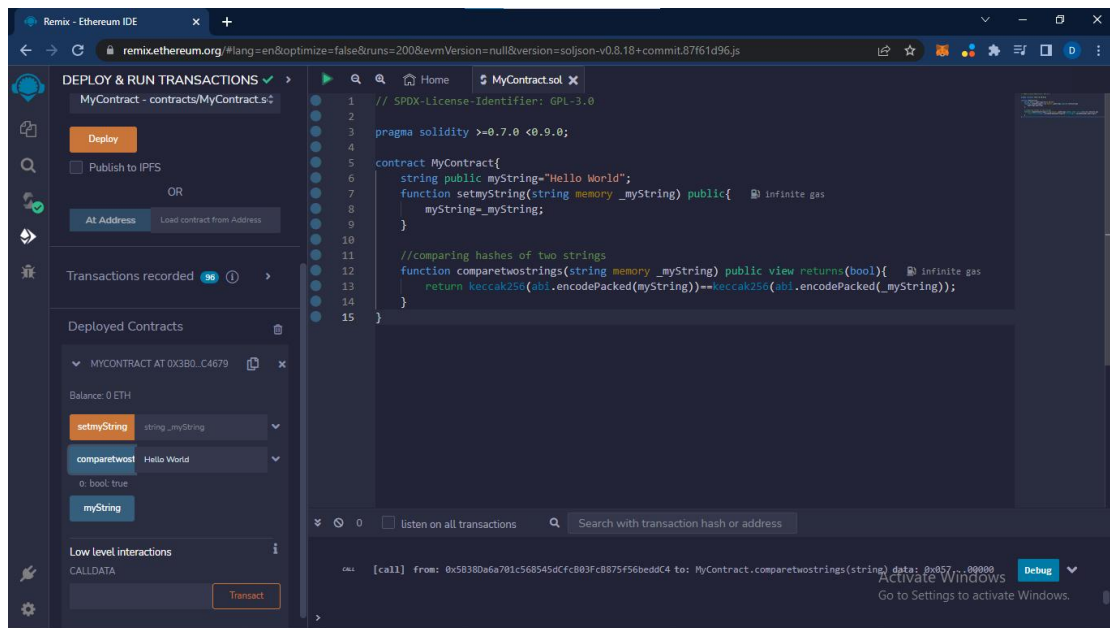 Remix - Ethereum IDE
remix.ethereum.org/#lang=en&optimize=false&runs=200&evmVersion=null&version=soljson-v0.8.18+commit.87f61d96.js
D
DEPLOY & RUN TRANSACTIONS
MyContract - contracts/MyContract.s
Deploy
Publish to IPFS
OR
At Address
Load contract from Address
Transactions recorded 96 i
Deployed Contracts
MYCONTRACT AT 0X3B0...C4679
Balance: 0 ETH
setmyString string _myString
comparetwost Hello World
0: bool: true
myString
Low level interactions i
CALLDATA
Transact
Home
MyContract.sol
1 // SPDX-License-Identifier: GPL-3.0
2
3 pragma solidity >=0.7.0 <0.9.0;
4
5 contract MyContract{
6 string public myString="Hello World";
7 function setmyString(string memory _myString) public{ infinite gas
8 myString=_myString;
9 }
10
11 //comparing hashes of two strings
12 function comparetwostrings(string memory _myString) public view returns(bool){ infinite gas
13 return keccak256(abi.encodePacked(myString))==keccak256(abi.encodePacked(_myString));
14 }
15 }
0 listen on all transactions Search with transaction hash or address
CALL [call] from: 0x5B38Da6a701c568545dCfcB03FcB875f56beddC4 to: MyContract.comparetwostrings(string) data: 0x057...00000 Debug
>
Activate Windows
Go to Settings to activate Windows.